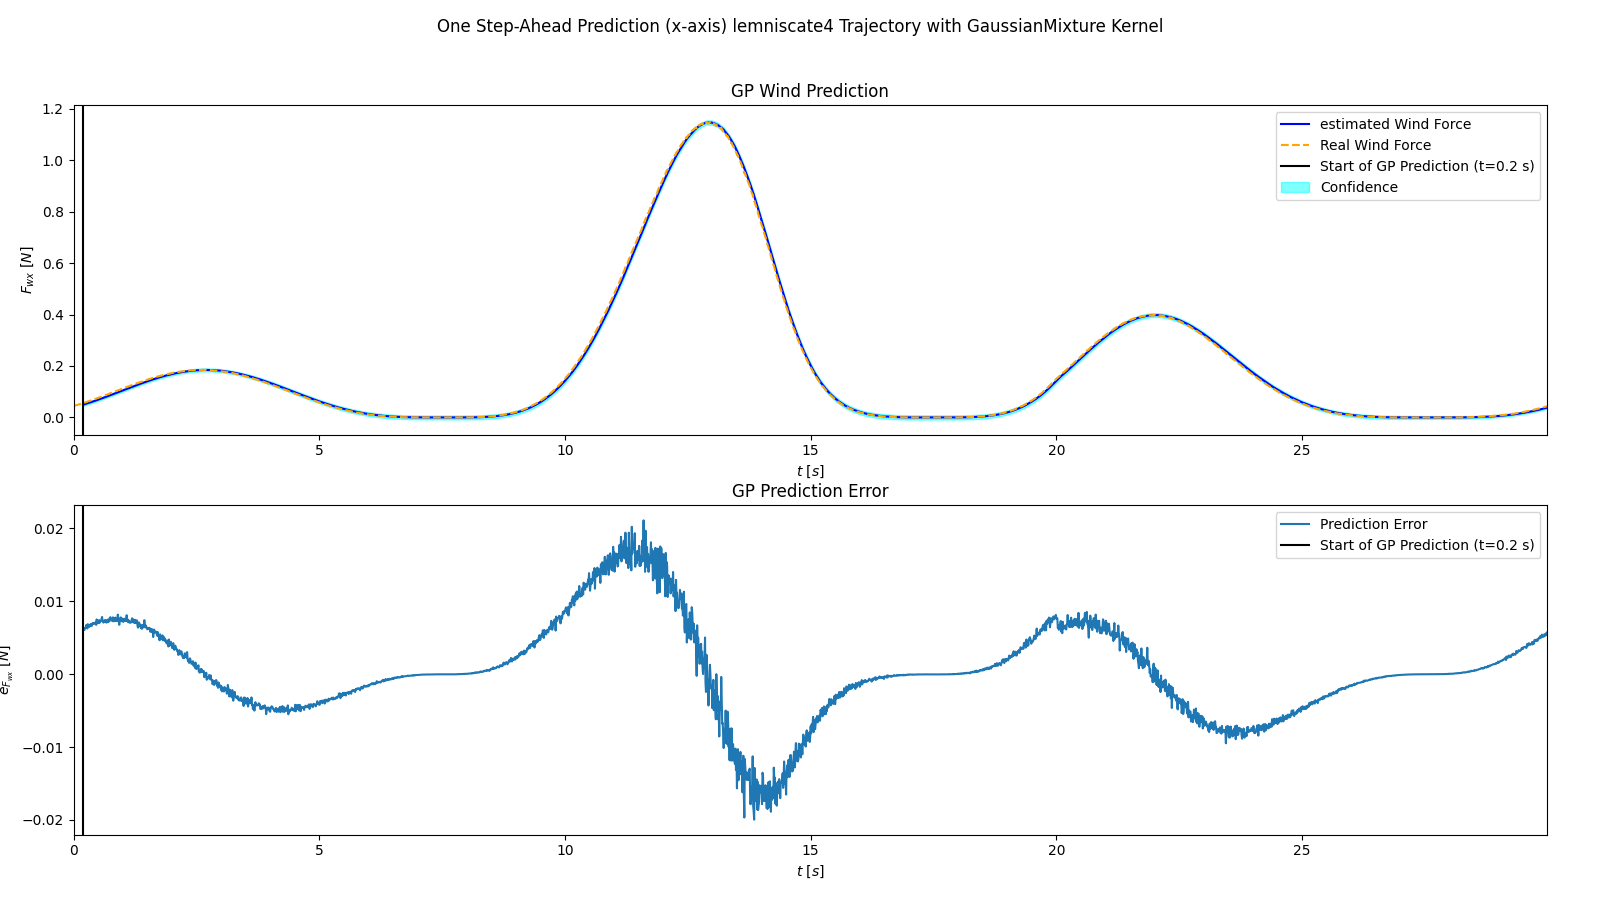 One Step-Ahead Prediction (x-axis) lemniscate4 Trajectory with GaussianMixture Kernel
GP Wind Prediction
1.2
1.0
0.8
0.6
0.4
0.2
0.0
F_wx [N]
estimated Wind Force
Real Wind Force
Start of GP Prediction (t=0.2 s)
Confidence
0 5 10 15 20 25
t [s]
GP Prediction Error
0.02
0.01
0.00
−0.01
−0.02
e_F_wx [N]
Prediction Error
Start of GP Prediction (t=0.2 s)
0 5 10 15 20 25
t [s]